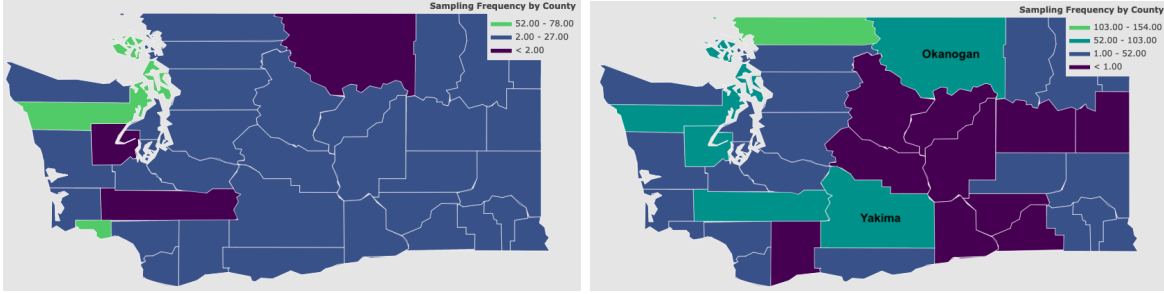 Sampling Frequency by County
52.00 - 78.00
2.00 - 27.00
< 2.00
Sampling Frequency by County
103.00 - 154.00
52.00 - 103.00
1.00 - 52.00
< 1.00
Okanogan
Yakima